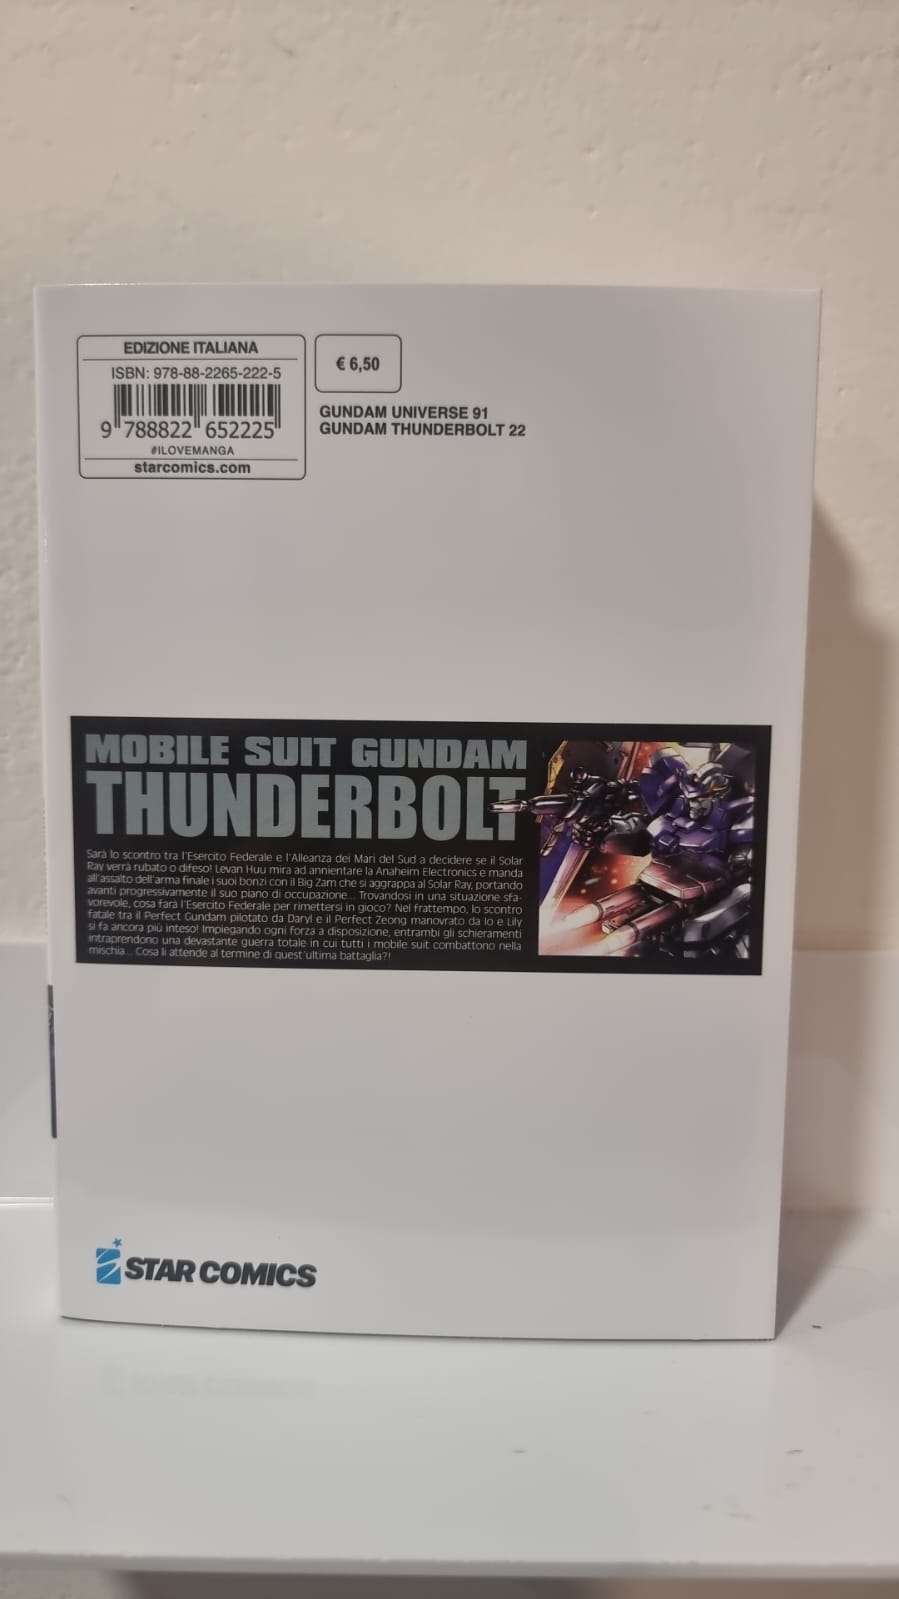 EDIZIONE ITALIANA
ISBN: 978-88-2265-222-5
9 788822 652225
#ILOVEMANGA
starcomics.com
€ 6,50
GUNDAM UNIVERSE 91
GUNDAM THUNDERBOLT 22
MOBILE SUIT GUNDAM
THUNDERBOLT
Sarà lo scontro tra l'Esercito Federale e l'Alleanza dei Mari del Sud a decidere se il Solar
Ray verrà rubato o difeso! Levan Huu mira ad annientare la Anaheim Electronics e manda
all'assalto dell'arma finale i suoi bonzi con il Big Zam che si aggrappa al Solar Ray, portando
avanti progressivamente il suo piano di occupazione... Trovandosi in una situazione sfa-
vorevole, cosa farà l'Esercito Federale per rimettersi in gioco? Nel frattempo, lo scontro
fatale tra il Perfect Gundam pilotato da Daryl e il Perfect Zeong manovrato da Io e Lily
si fa ancora più inteso! Impiegando ogni forza a disposizione, entrambi gli schieramenti
intraprendono una devastante guerra totale in cui tutti i mobile suit combattono nella
mischia... Cosa li attende al termine di quest'ultima battaglia?!
STAR COMICS